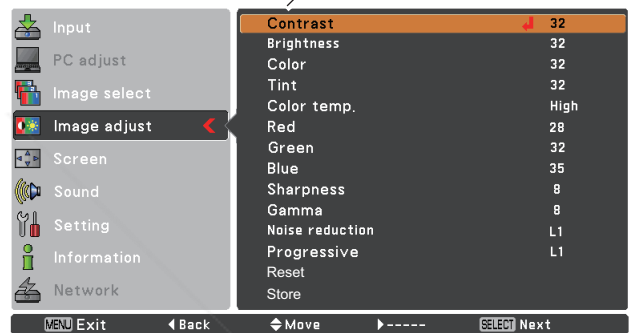 Input
PC adjust
Image select
Image adjust
Screen
Sound
Setting
Information
Network
Contrast 32
Brightness 32
Color 32
Tint 32
Color temp. High
Red 28
Green 32
Blue 35
Sharpness 8
Gamma 8
Noise reduction L1
Progressive L1
Reset
Store
MENU Exit Back Move ----- SELECT Next